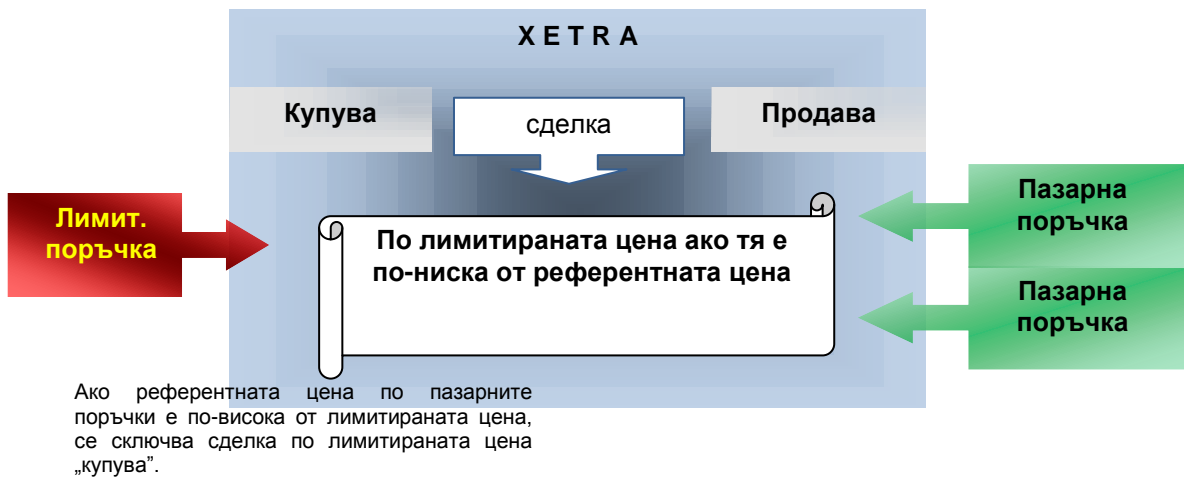 X E T R A
Купува
сделка
Продава
Лимит.
поръчка
По лимитираната цена ако тя е
по-ниска от референтната цена
Пазарна
поръчка
Пазарна
поръчка
Ако референтната цена по пазарните
поръчки е по-висока от лимитираната цена,
се сключва сделка по лимитираната цена
„купува”.